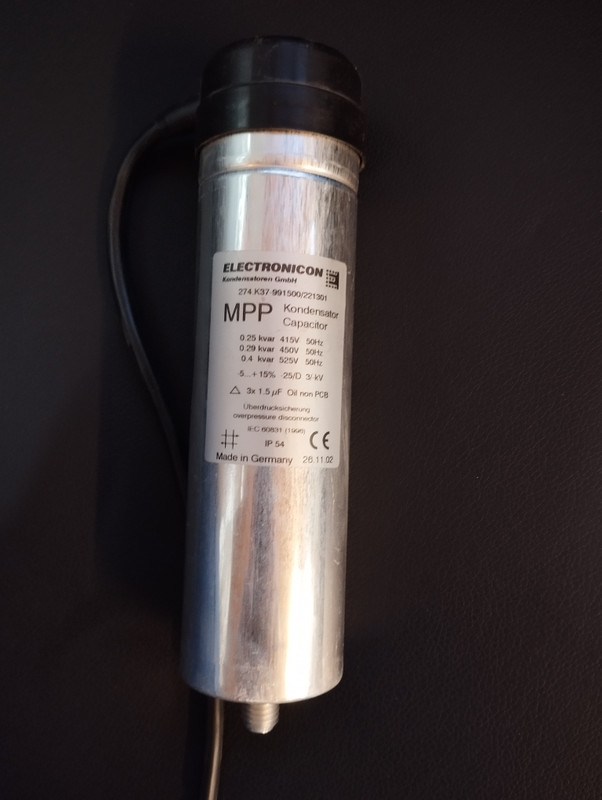 ELECTRONICON
Kondensatoren GmbH
274.K37-991500/221301
MPP Kondensator
Capacitor
0.25 kvar 415V 50Hz
0.29 kvar 450V 50Hz
0.4 kvar 525V 50Hz
-5...+15% -25/D 3/ kV
3x 1.5 µF Oil non PCB
Überdrucksicherung
overpressure disconnector
IEC 60831 (1996)
IP 54 CE
Made in Germany 26.11.02